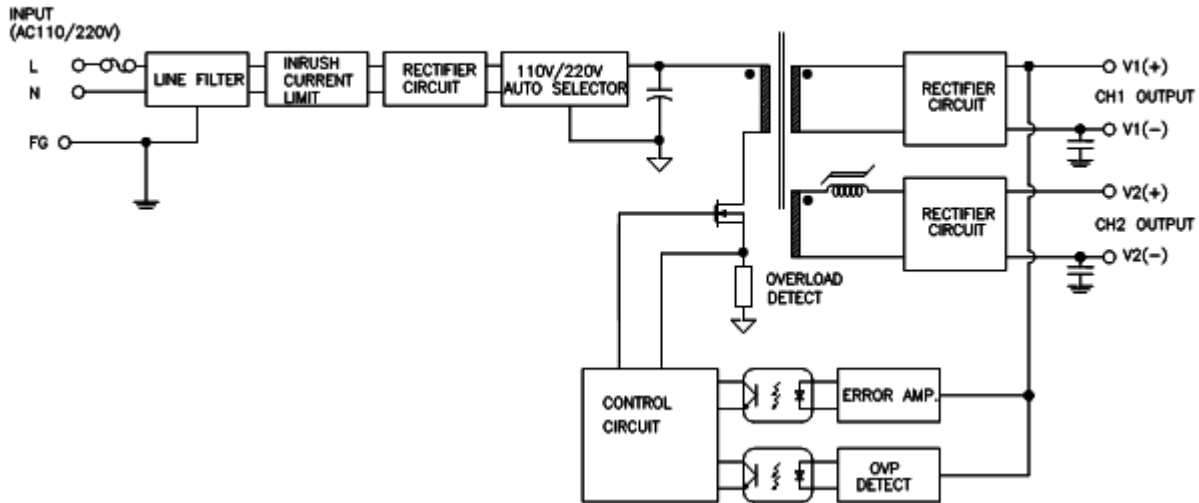 INPUT
(AC110/220V)
L
N
FG
LINE FILTER
INRUSH
CURRENT
LIMIT
RECTIFIER
CIRCUIT
110V/220V
AUTO SELECTOR
RECTIFIER
CIRCUIT
V1(+)
CH1 OUTPUT
V1(-)
RECTIFIER
CIRCUIT
V2(+)
CH2 OUTPUT
V2(-)
OVERLOAD
DETECT
CONTROL
CIRCUIT
ERROR AMP.
OVP
DETECT